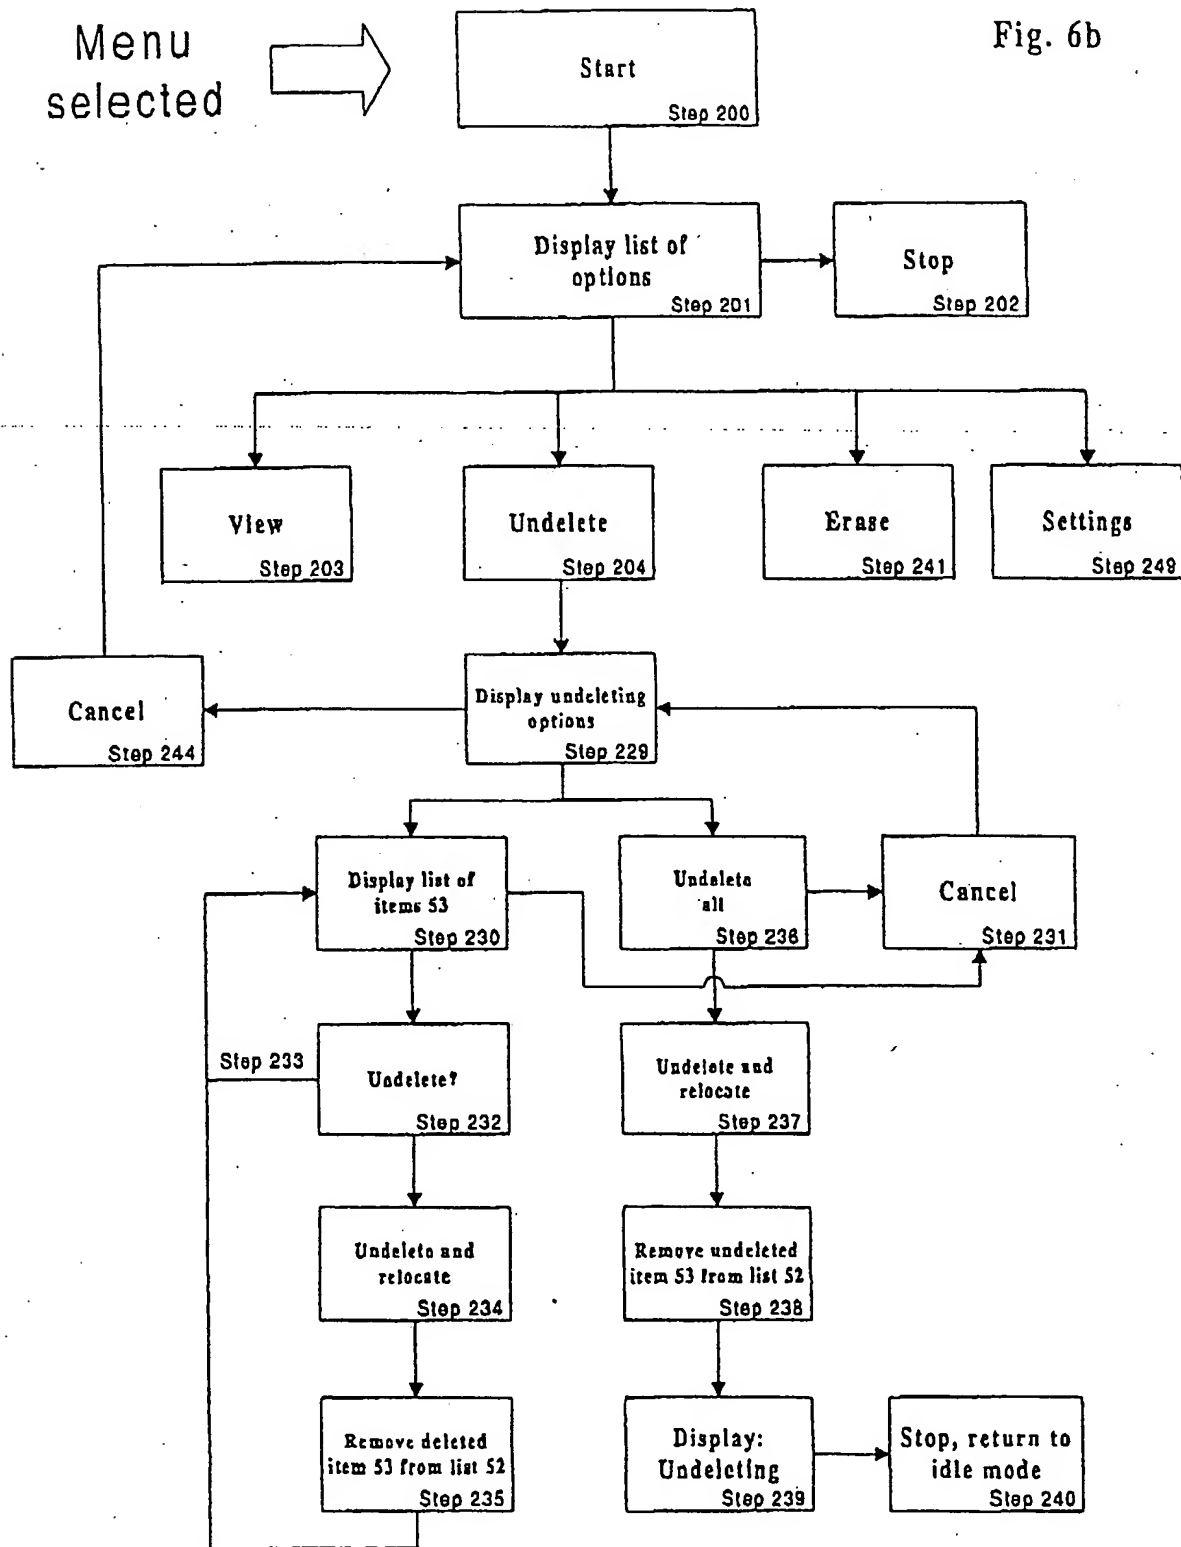 Menu
selected
Fig. 6b
Start
Step 200
Display list of
options
Step 201
Stop
Step 202
View
Step 203
Undelete
Step 204
Erase
Step 241
Settings
Step 249
Cancel
Step 244
Display undeleting
options
Step 229
Display list of
items 53
Step 230
Undelete
all
Step 236
Cancel
Step 231
Step 233
Undelete?
Step 232
Undelete and
relocate
Step 237
Undelete and
relocate
Step 234
Remove undeleted
item 53 from list 52
Step 238
Remove deleted
item 53 from list 52
Step 235
Display:
Undeleting
Step 239
Stop, return to
idle mode
Step 240